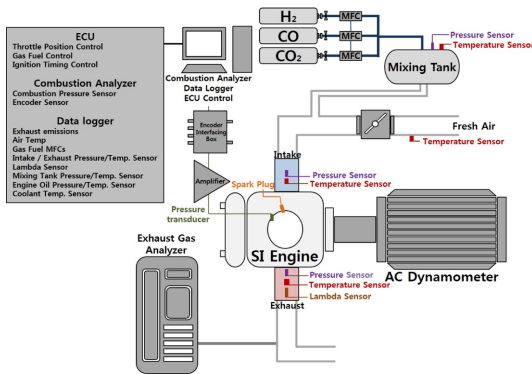 ECU
Throttle Position Control
Gas Fuel Control
Ignition Timing Control
Combustion Analyzer
Combustion Pressure Sensor
Encoder Sensor
Data logger
Exhaust emissions
Air Temp
Gas Fuel MFCs
Intake / Exhaust Pressure/Temp. Sensor
Lambda Sensor
Mixing Tank Pressure/Temp. Sensor
Engine Oil Pressure/Temp. Sensor
Coolant Temp. Sensor
Combustion Analyzer
Data Logger
ECU Control
H₂
MFC
CO
MFC
CO₂
MFC
Pressure Sensor
Temperature Sensor
Mixing Tank
Fresh Air
Temperature Sensor
Encoder
Interfacing
Box
Amplifier
Intake
Pressure Sensor
Temperature Sensor
Spark Plug
Pressure
transducer
SI Engine
AC Dynamometer
Exhaust Gas
Analyzer
Pressure Sensor
Temperature Sensor
Lambda Sensor
Exhaust